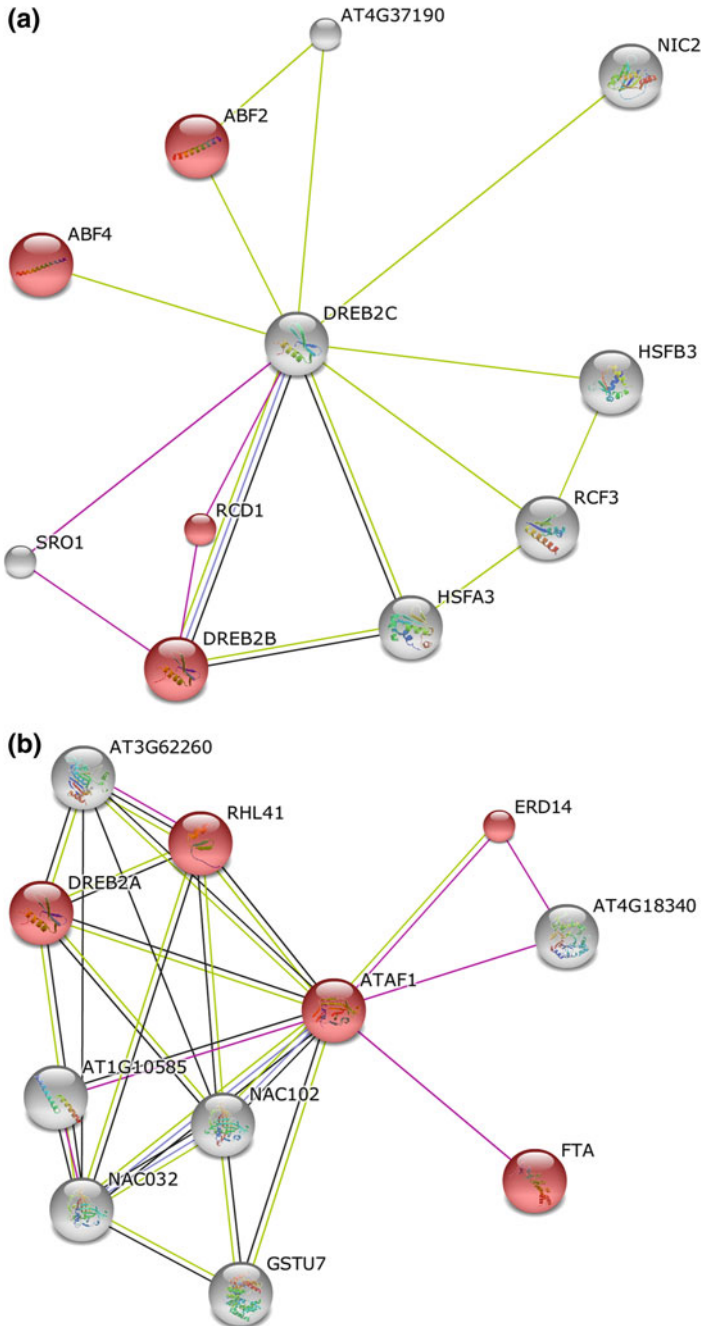 (a)
AT4G37190
NIC2
ABF2
ABF4
DREB2C
HSFB3
RCF3
RCD1
SRO1
HSFA3
DREB2B
(b)
AT3G62260
RHL41
ERD14
DREB2A
AT4G18340
ATAF1
AT1G10585
NAC102
FTA
NAC032
GSTU7